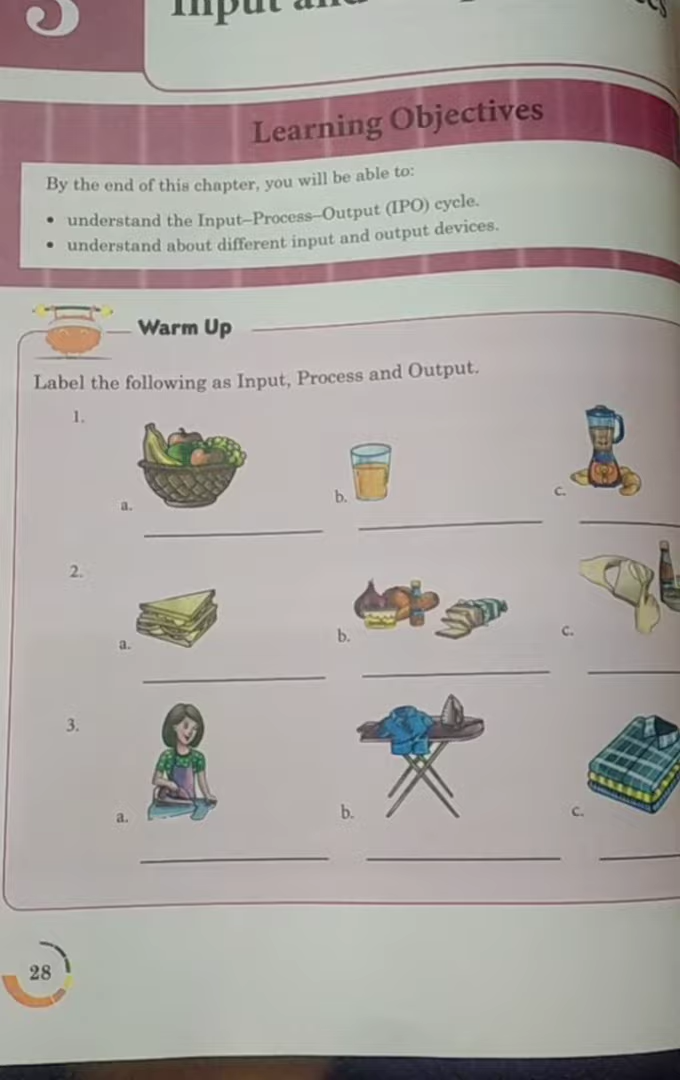 3
Input
Learning Objectives
By the end of this chapter, you will be able to:
• understand the Input–Process–Output (IPO) cycle.
• understand about different input and output devices.
Warm Up
Label the following as Input, Process and Output.
1.
a.
b.
c.
2.
a.
b.
c.
3.
a.
b.
c.
28